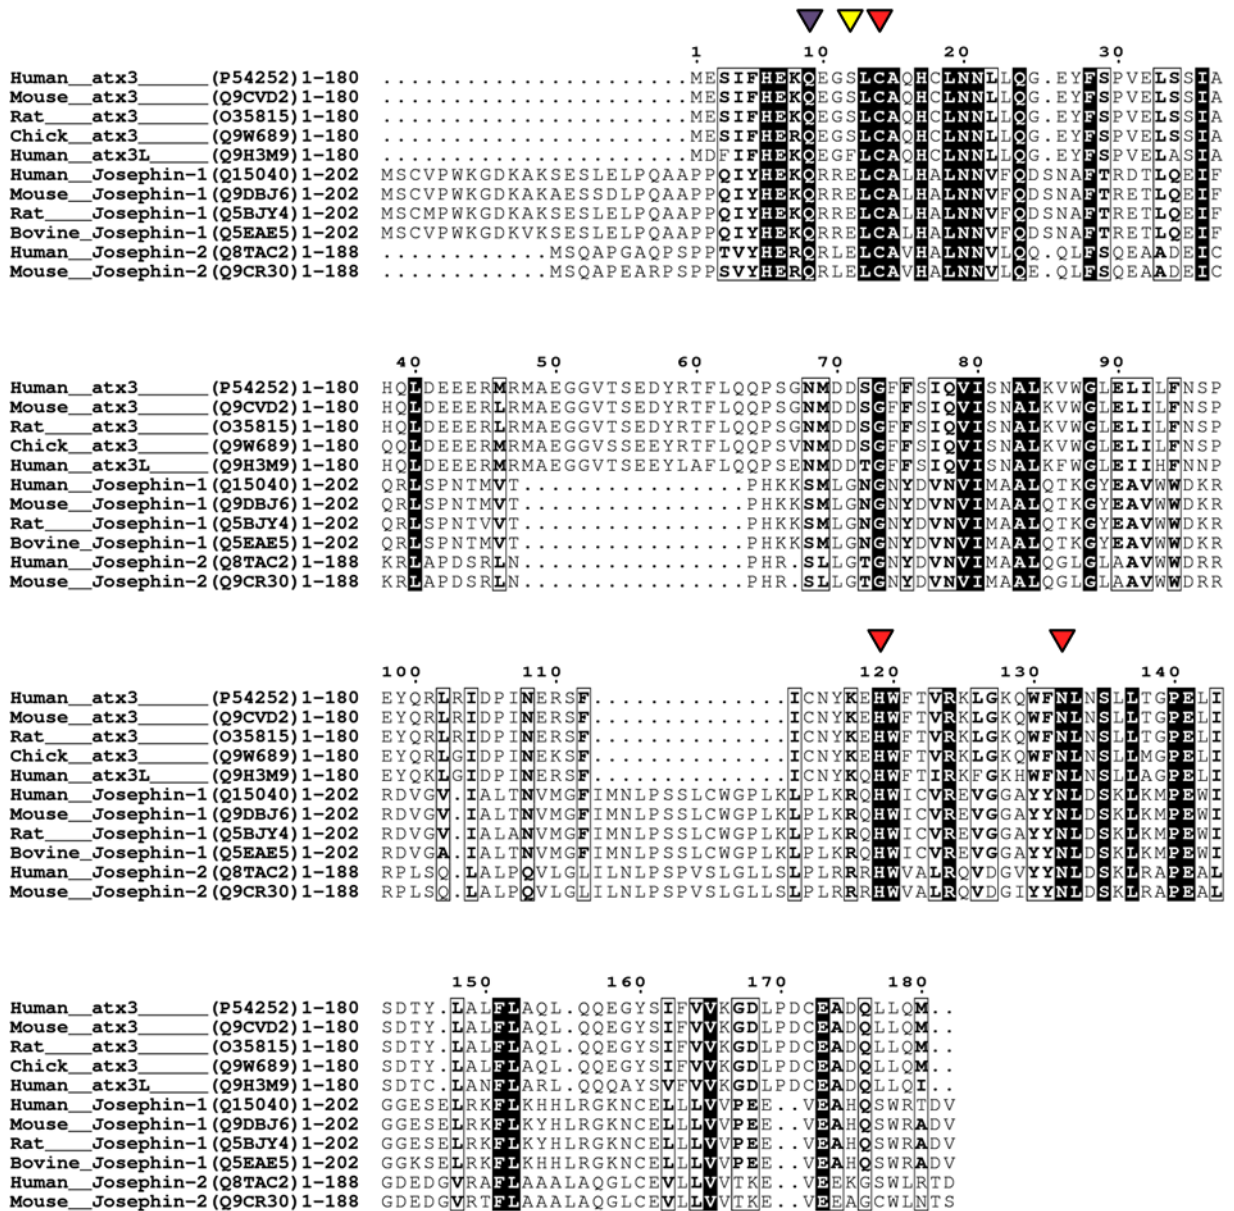 1 10 20 30
Human__atx3______(P54252)1-180 ......................MESIFHEKQEGSLCAQHCLNNLLQG.EYFSPVELSSIA
Mouse__atx3______(Q9CVD2)1-180 ......................MESIFHEKQEGSLCAQHCLNNLLQG.EYFSPVELSSIA
Rat____atx3______(O35815)1-180 ......................MESIFHEKQEGSLCAQHCLNNLLQG.EYFSPVELSSIA
Chick__atx3______(Q9W689)1-180 ......................MESIFHERQEGSLCAQHCLNNLLQG.EYFSPVELSSIA
Human__atx3L_____(Q9H3M9)1-180 ......................MDFIFHEKQEGFLCAQHCLNNLLQG.EYFSPVELASIA
Human__Josephin-1(Q15040)1-202 MSCVPWKGDKAKSESLELPQAAPPQIYHEKQRRELCALHALNNVFQDSNAFTRDTLQEIF
Mouse__Josephin-1(Q9DBJ6)1-202 MSCVPWKGDKAKAESSDLPQAAPPQIYHEKQRRELCALHALNNVFQDSNAFTRETLQEIF
Rat____Josephin-1(Q5BJY4)1-202 MSCMPWKGDKAKSESLELPQAAPPQIYHEKQRRELCALHALNNVFQDSNAFTRETLQEIF
Bovine_Josephin-1(Q5EAE5)1-202 MSCVPWKGDKVKSESLELPQAAPPQIYHEKQRRELCALHALNNVFQDSNAFTRETLQEIF
Human__Josephin-2(Q8TAC2)1-188 ............MSQAPGAQPSPPTVYHERQRLELCAVHALNNVLQQ.QLFSQEAADEIC
Mouse__Josephin-2(Q9CR30)1-188 ............MSQAPEARPSPPSVYHERQRLELCAVHALNNVLQE.QLFSQEAADEIC
40 50 60 70 80 90
Human__atx3______(P54252)1-180 HQLDEEERMRMAEGGVTSEDYRTFLQQPSGNMDDSGFFSIQVISNALKVWGLELILFNSP
Mouse__atx3______(Q9CVD2)1-180 HQLDEEERLRMAEGGVTSEDYRTFLQQPSGNMDDSGFFSIQVISNALKVWGLELILFNSP
Rat____atx3______(O35815)1-180 HQLDEEERLRMAEGGVTSEDYRTFLQQPSGNMDDSGFFSIQVISNALKVWGLELILFNSP
Chick__atx3______(Q9W689)1-180 QQLDEEERMRMAEGGVSSEEYRTFLQQPSVNMDDSGFFSIQVISNALKVWGLELILFNSP
Human__atx3L_____(Q9H3M9)1-180 HQLDEEERMRMAEGGVTSEEYLAFLQQPSENMDDTGFFSIQVISNALKFWGLEIIHFNNP
Human__Josephin-1(Q15040)1-202 QRLSPNTMVT................PHKKSMLGNGNYDVNVIMAALQTKGYEAVWWDKR
Mouse__Josephin-1(Q9DBJ6)1-202 QRLSPNTMVT................PHKKSMLGNGNYDVNVIMAALQTKGYEAVWWDKR
Rat____Josephin-1(Q5BJY4)1-202 QRLSPNTVVT................PHKKSMLGNGNYDVNVIMAALQTKGYEAVWWDKR
Bovine_Josephin-1(Q5EAE5)1-202 QRLSPNTMVT................PHKKSMLGNGNYDVNVIMAALQTKGYEAVWWDKR
Human__Josephin-2(Q8TAC2)1-188 KRLAPDSRLN................PHR.SLLGTGNYDVNVIMAALQGLGLAAVWWDRR
Mouse__Josephin-2(Q9CR30)1-188 KRLAPDSRLN................PHR.SLLGTGNYDVNVIMAALQGLGLAAVWWDRR
100 110 120 130 140
Human__atx3______(P54252)1-180 EYQRLRIDPINERSF..............ICNYKEHWFTVRKLGKQWFNLNSLLTGPELI
Mouse__atx3______(Q9CVD2)1-180 EYQRLRIDPINERSF..............ICNYKEHWFTVRKLGKQWFNLNSLLTGPELI
Rat____atx3______(O35815)1-180 EYQRLRIDPINERSF..............ICNYKEHWFTVRKLGKQWFNLNSLLTGPELI
Chick__atx3______(Q9W689)1-180 EYQRLGIDPINEKSF..............ICNYKEHWFTVRKLGKQWFNLNSLLMGPELI
Human__atx3L_____(Q9H3M9)1-180 EYQKLGIDPINERSF..............ICNYKQHWFTIRKFGKHWFNLNSLLAGPELI
Human__Josephin-1(Q15040)1-202 RDVGV.IALTNVMGFIMNLPSSLCWGPLKLPLKRQHWICVREVGGAYYNLDSKLKMPEWI
Mouse__Josephin-1(Q9DBJ6)1-202 RDVGV.IALTNVMGFIMNLPSSLCWGPLKLPLKRQHWICVREVGGAYYNLDSKLKMPEWI
Rat____Josephin-1(Q5BJY4)1-202 RDVGV.IALANVMGFIMNLPSSLCWGPLKLPLKRQHWICVREVGGAYYNLDSKLKMPEWI
Bovine_Josephin-1(Q5EAE5)1-202 RDVGA.IALTNVMGFIMNLPSSLCWGPLKLPLKRQHWICVREVGGAYYNLDSKLKMPEWI
Human__Josephin-2(Q8TAC2)1-188 RPLSQ.LALPQVLGLILNLPSPVSLGLLSLPLRRRHWVALRQVDGVYYNLDSKLRAPEAL
Mouse__Josephin-2(Q9CR30)1-188 RPLSQ.LALPQVLGLILNLPSPVSLGLLSLPLRRRHWVALRQVDGIYYNLDSKLRAPEAL
150 160 170 180
Human__atx3______(P54252)1-180 SDTY.LALFLAQL.QQEGYSIFVVKGDLPDCEADQLLQM..
Mouse__atx3______(Q9CVD2)1-180 SDTY.LALFLAQL.QQEGYSIFVVKGDLPDCEADQLLQM..
Rat____atx3______(O35815)1-180 SDTY.LALFLAQL.QQEGYSIFVVKGDLPDCEADQLLQM..
Chick__atx3______(Q9W689)1-180 SDTY.LALFLAQL.QQEGYSIFVVKGDLPDCEADQLLQM..
Human__atx3L_____(Q9H3M9)1-180 SDTC.LANFLARL.QQQAYSVFVVKGDLPDCEADQLLQI..
Human__Josephin-1(Q15040)1-202 GGESELRKFLKHHLRGKNCELLLVVPEE..VEAHQSWRTDV
Mouse__Josephin-1(Q9DBJ6)1-202 GGESELRKFLKYHLRGKNCELLLVVPEE..VEAHQSWRADV
Rat____Josephin-1(Q5BJY4)1-202 GGESELRKFLKYHLRGKNCELLLVVPEE..VEAHQSWRADV
Bovine_Josephin-1(Q5EAE5)1-202 GGKSELRKFLKHHLRGKNCELLLVVPEE..VEAHQSWRADV
Human__Josephin-2(Q8TAC2)1-188 GDEDGVRAFLAAALAQGLCEVLLVVTKE..VEEKGSWLRTD
Mouse__Josephin-2(Q9CR30)1-188 GDEDGVRTFLAAALAQGLCEVLLVVTKE..VEEAGCWLNTS